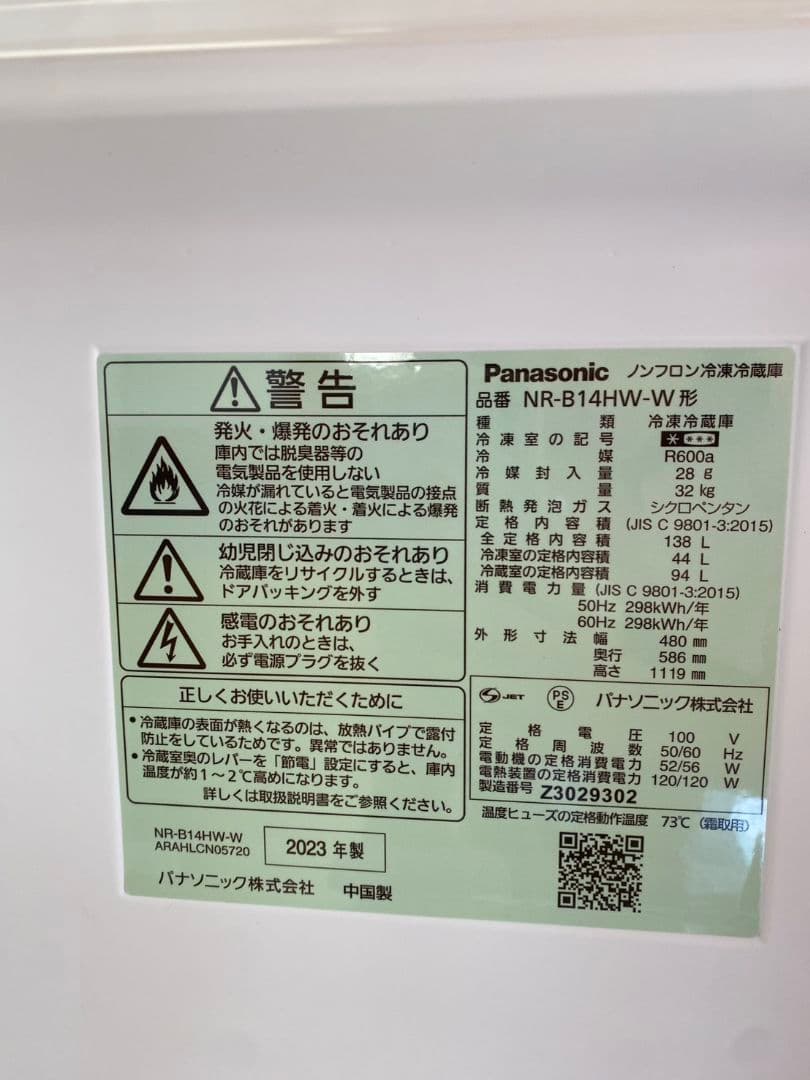 警告
発火・爆発のおそれあり
庫内では脱臭器等の
電気製品を使用しない
冷媒が漏れていると電気製品の接点
の火花による着火・着火による爆発
のおそれがあります
幼児閉じ込みのおそれあり
冷蔵庫をリサイクルするときは、
ドアパッキングを外す
感電のおそれあり
お手入れのときは、
必ず電源プラグを抜く
正しくお使いいただくために
•冷蔵庫の表面が熱くなるのは、放熱パイプで露付
防止をしているためです。異常ではありません。
•冷蔵室奥のレバーを「節電」設定にすると、庫内
温度が約1～2℃高めになります。
詳しくは取扱説明書をご参照ください。
NR-B14HW-W
ARAHLCN05720
2023 年製
パナソニック株式会社 中国製
Panasonic ノンフロン冷凍冷蔵庫
品番 NR-B14HW-W 形
種類 冷凍冷蔵庫
冷凍室の記号 * ***
冷媒 R600a
冷媒封入量 28 g
質量 32 kg
断熱発泡ガス シクロペンタン
定格内容積 (JIS C 9801-3:2015)
全定格内容積 138 L
冷凍室の定格内容積 44 L
冷蔵室の定格内容積 94 L
消費電力量 (JIS C 9801-3:2015)
50Hz 298kWh/年
60Hz 298kWh/年
外形寸法 幅 480 mm
奥行 586 mm
高さ 1119 mm
S-JET PSE パナソニック株式会社
定格電圧 100 V
定格周波数 50/60 Hz
電動機の定格消費電力 52/56 W
電熱装置の定格消費電力 120/120 W
製造番号 Z3029302
温度ヒューズの定格動作温度 73℃ (霜取用)